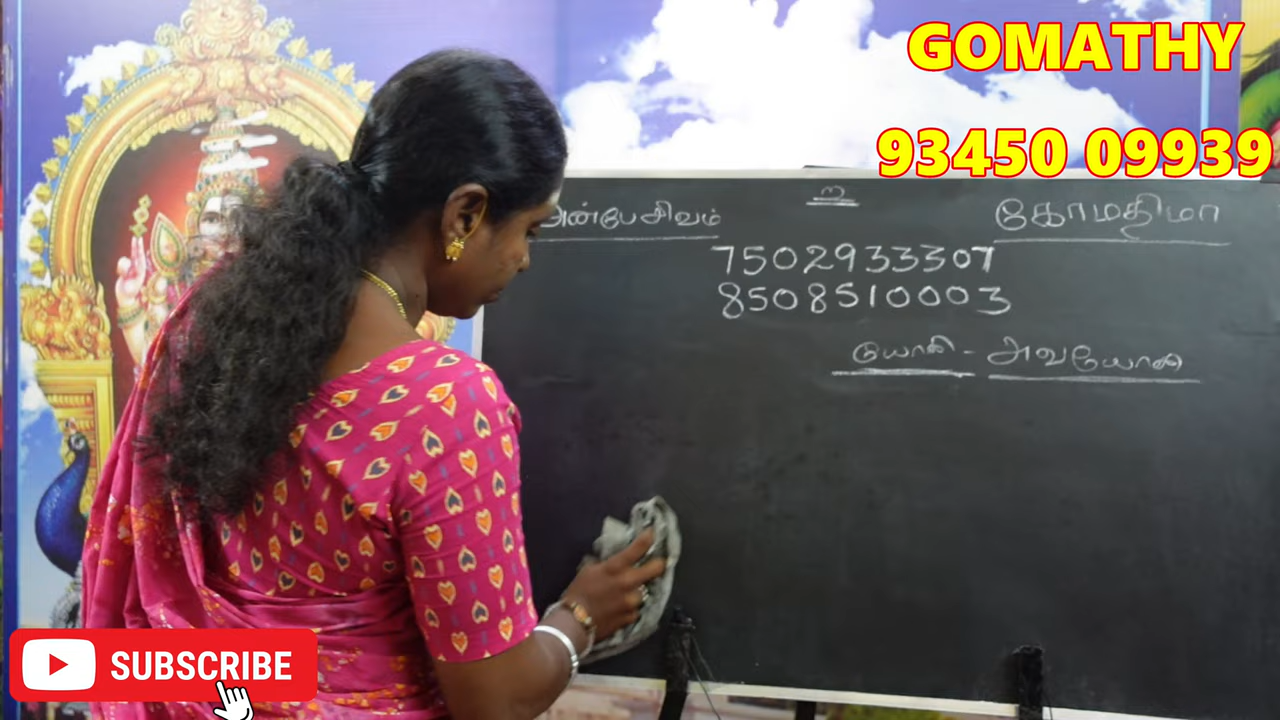 GOMATHY
93450 09939
உ
அன்பே சிவம்
கோமதிமா
7502933307
8508510003
யோகி - அவயோகி
SUBSCRIBE